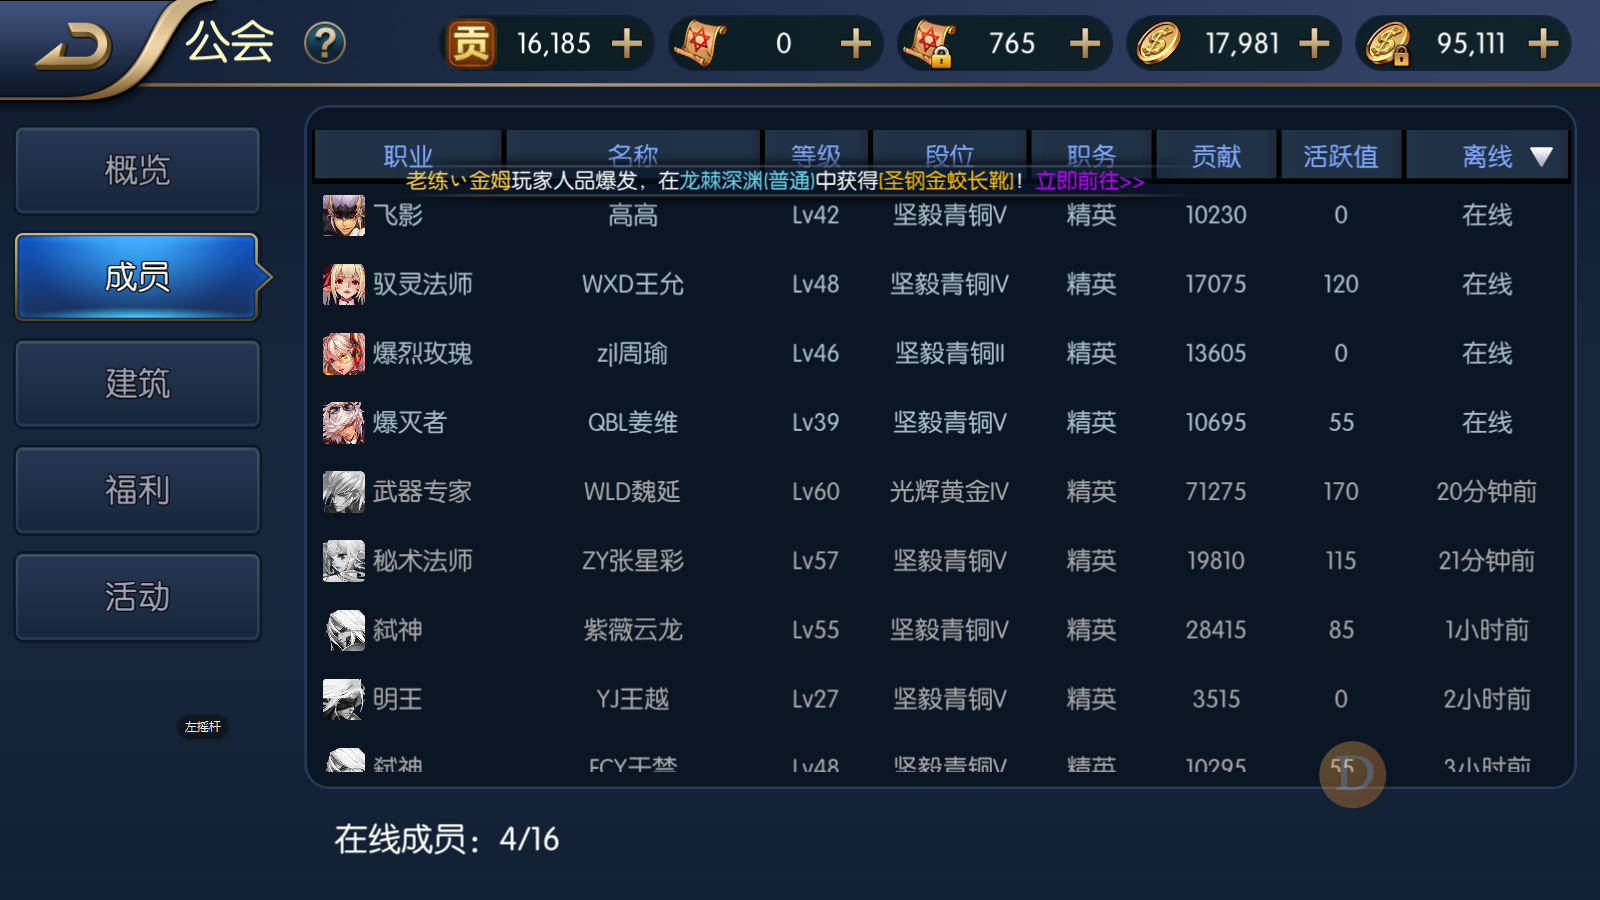 公会 ? 贡 16,185 0 765 17,981 95,111
概览
成员
建筑
福利
活动
左摇杆
职业 名称 等级 段位 职务 贡献 活跃值 离线
老练い金姆玩家人品爆发，在龙棘深渊(普通)中获得[圣钢金蛟长靴]！立即前往>>
飞影 高高 Lv42 坚毅青铜V 精英 10230 0 在线
驭灵法师 WXD王允 Lv48 坚毅青铜IV 精英 17075 120 在线
爆烈玫瑰 zjl周瑜 Lv46 坚毅青铜II 精英 13605 0 在线
爆灭者 QBL姜维 Lv39 坚毅青铜V 精英 10695 55 在线
武器专家 WLD魏延 Lv60 光辉黄金IV 精英 71275 170 20分钟前
秘术法师 ZY张星彩 Lv57 坚毅青铜V 精英 19810 115 21分钟前
弑神 紫薇云龙 Lv55 坚毅青铜IV 精英 28415 85 1小时前
明王 YJ王越 Lv27 坚毅青铜V 精英 3515 0 2小时前
弑神 FCY于禁 Lv48 坚毅青铜V 精英 10295 55 3小时前
D
在线成员：4/16